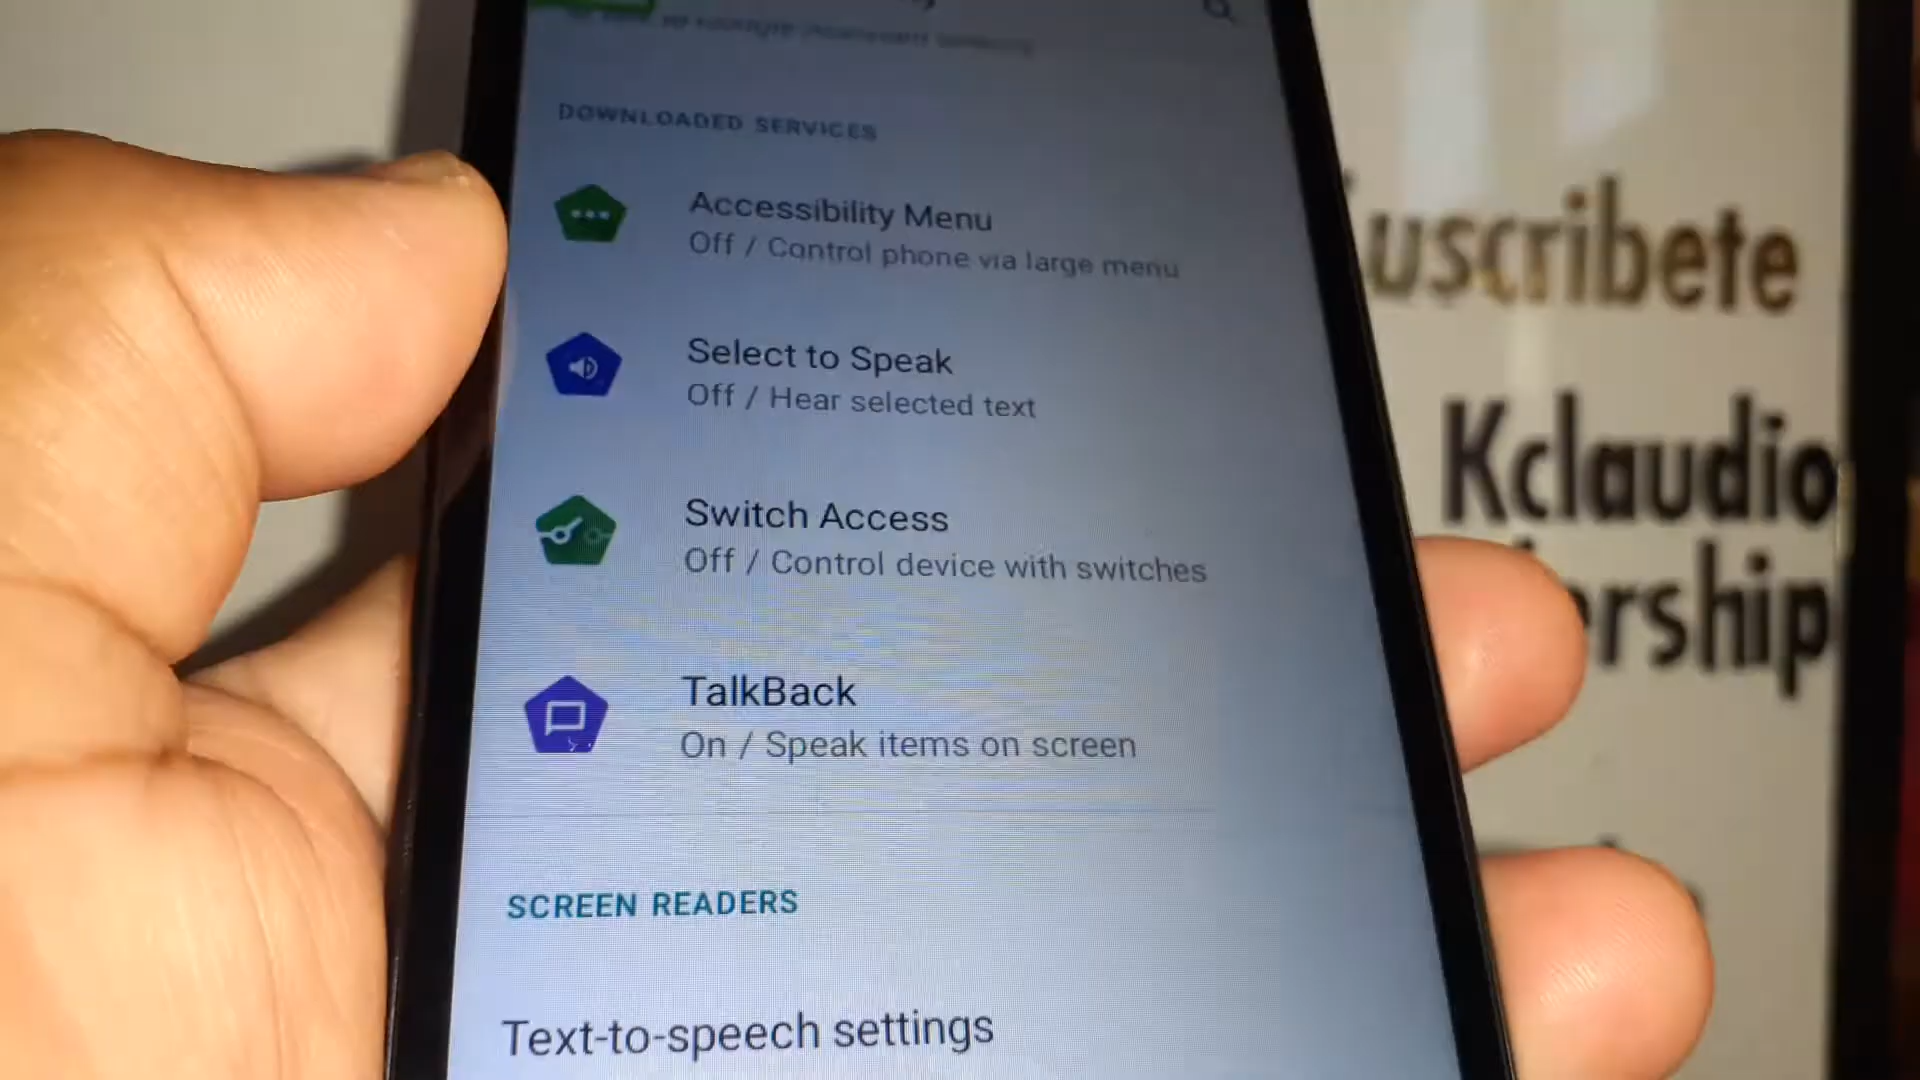 DOWNLOADED SERVICES
Accessibility Menu
Off / Control phone via large menu
Select to Speak
Off / Hear selected text
Switch Access
Off / Control device with switches
TalkBack
On / Speak items on screen
SCREEN READERS
Text-to-speech settings
uscribete
Kclaudio
ership